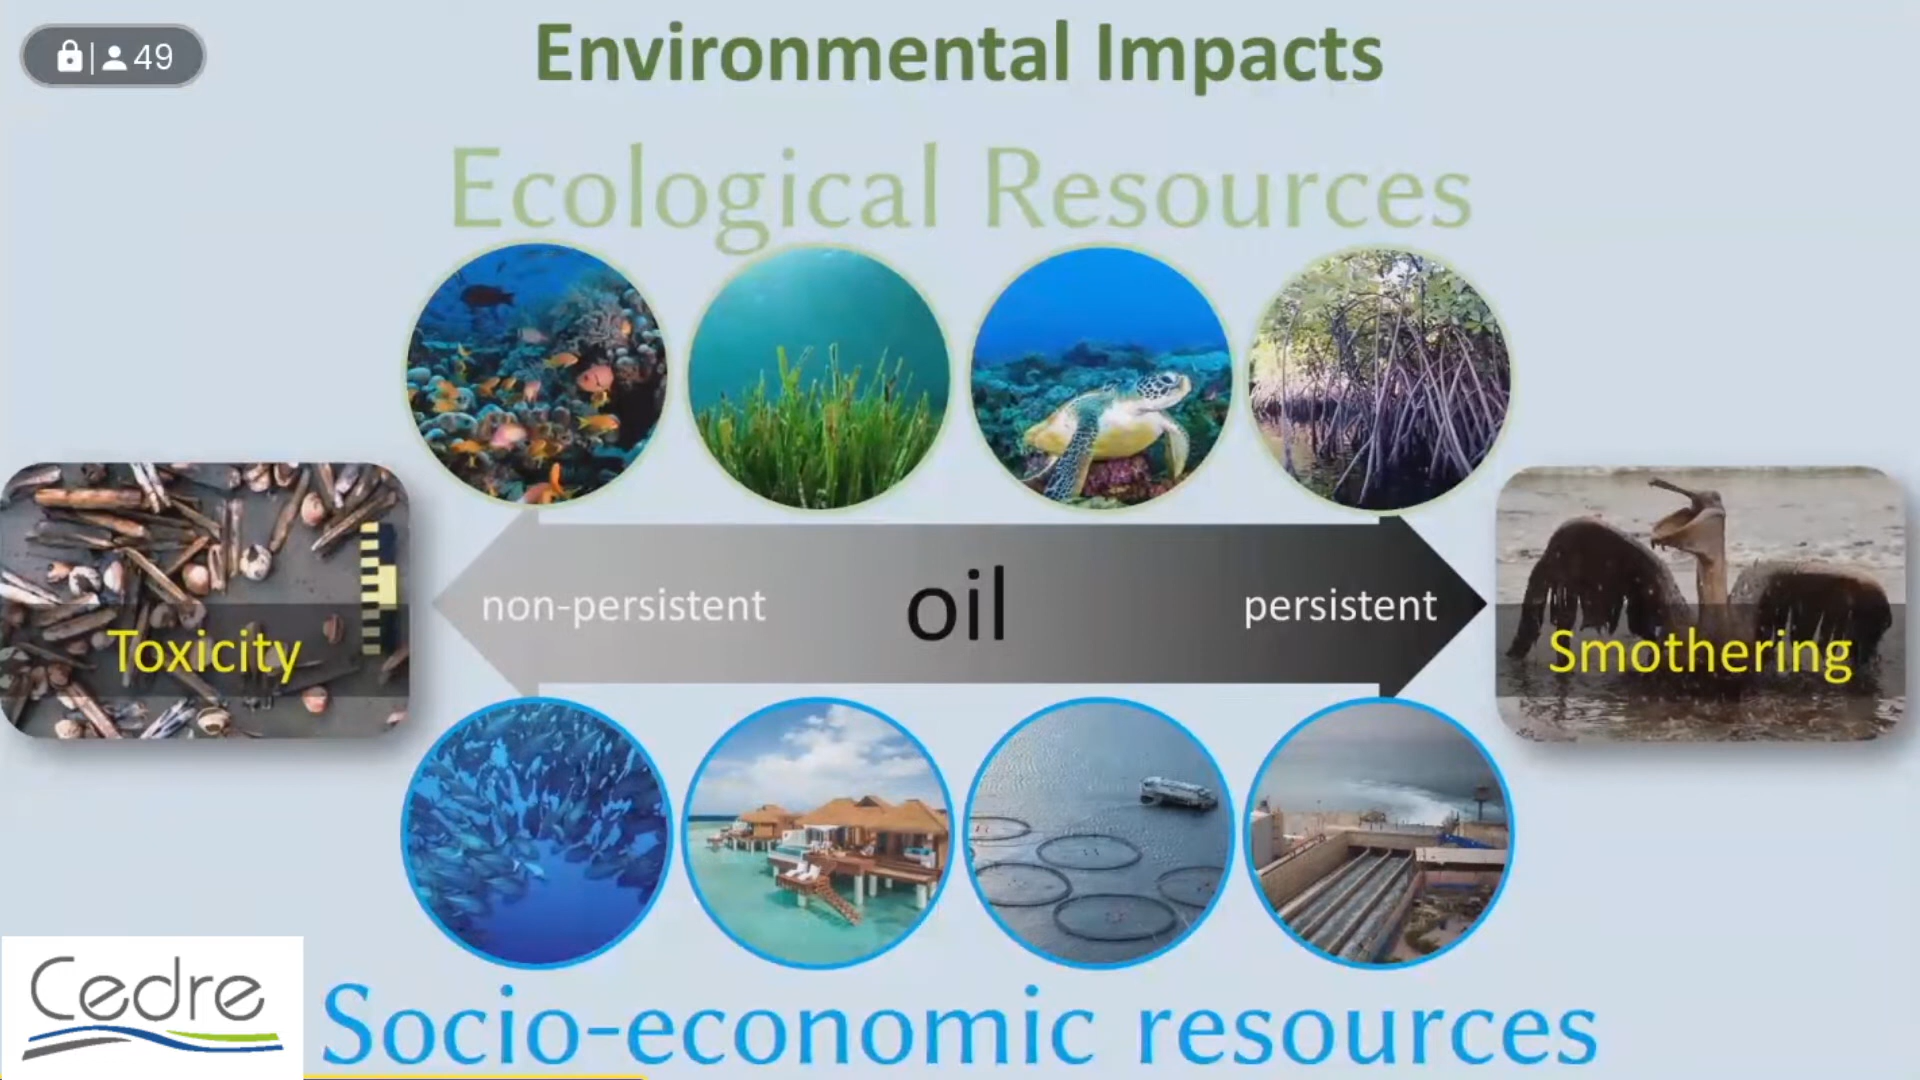 49
Environmental Impacts
Ecological Resources
non-persistent
oil
persistent
Toxicity
Smothering
Cedre
Socio-economic resources